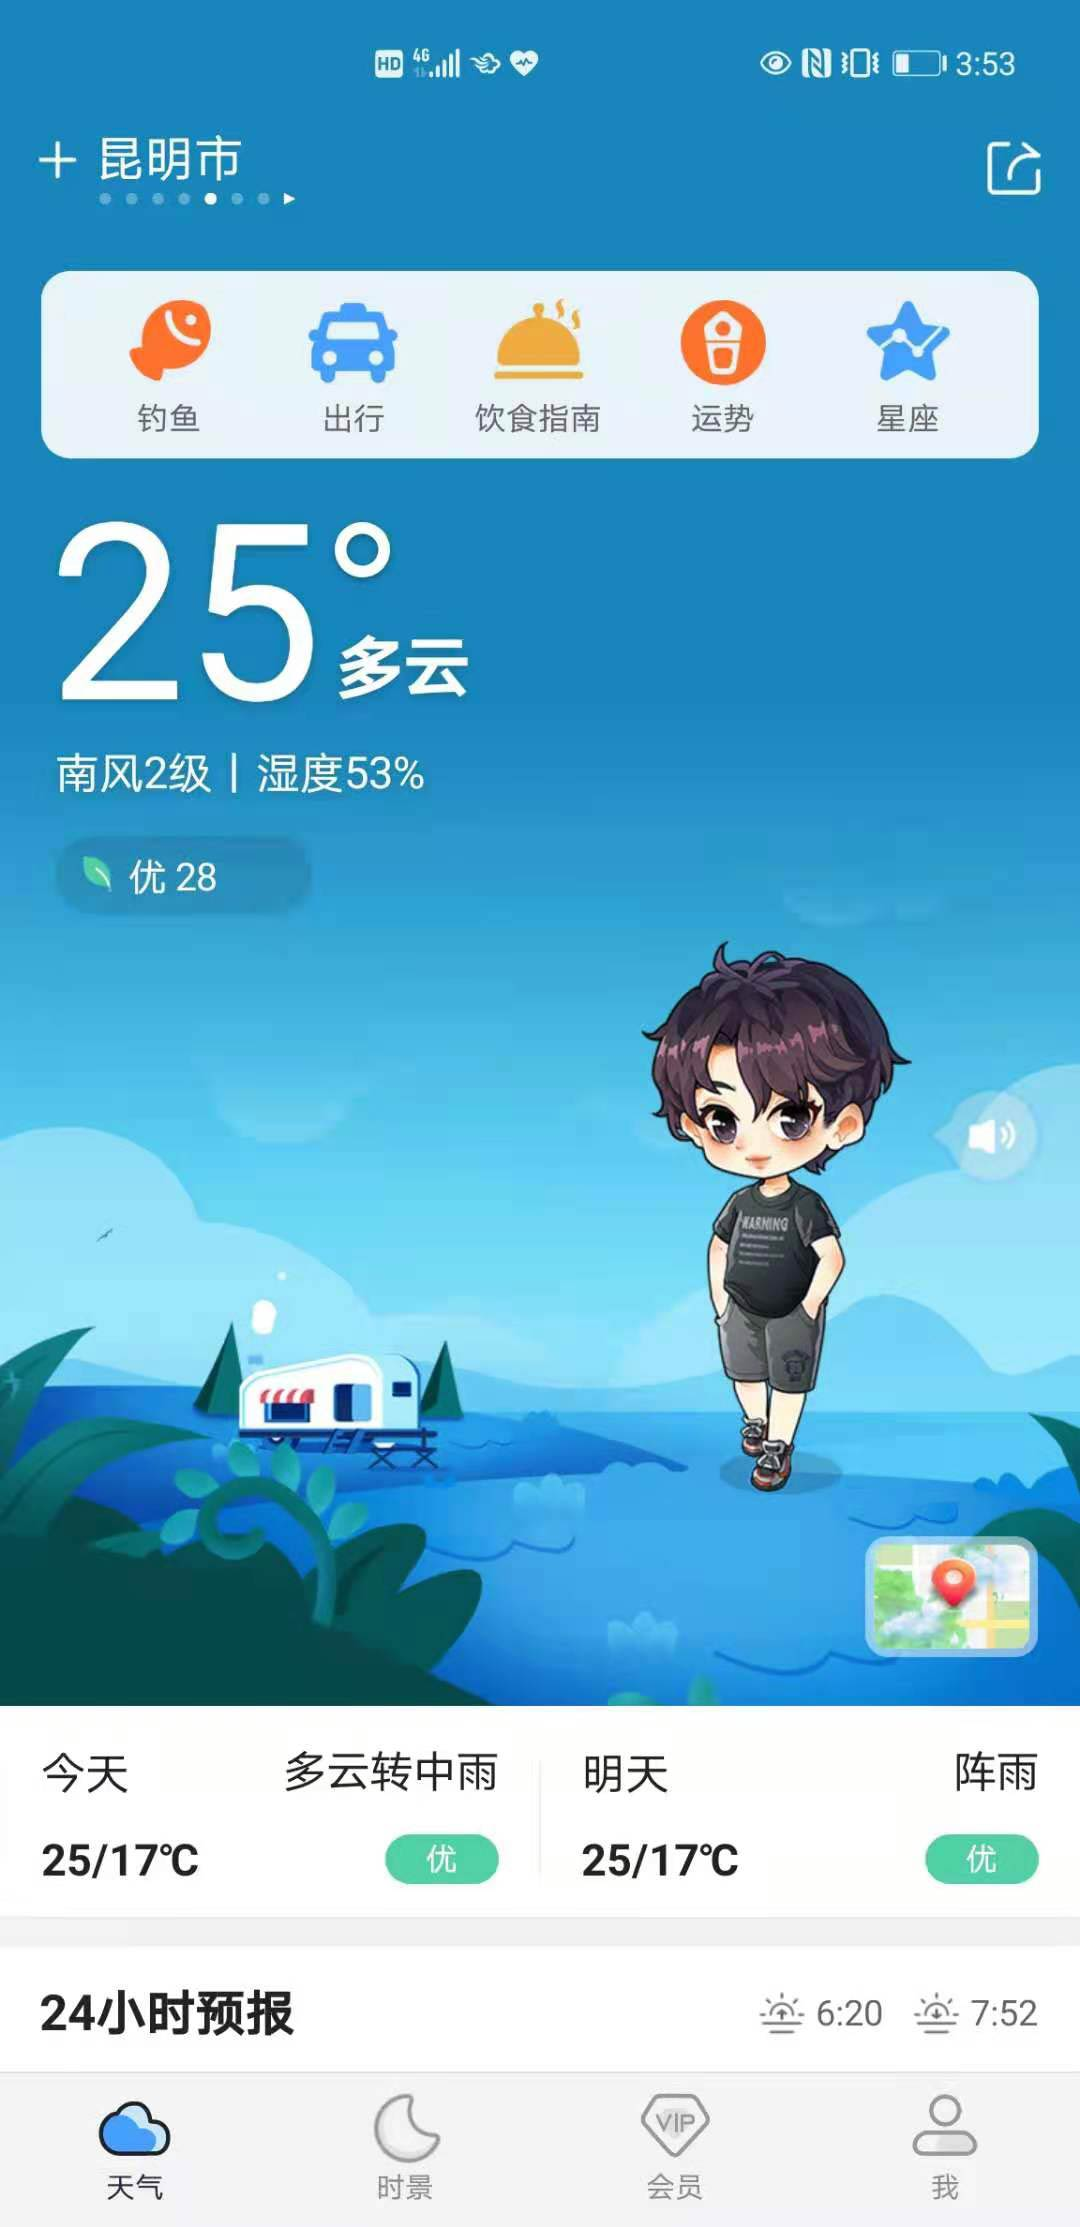 HD 4G 3:53
昆明市
钓鱼 出行 饮食指南 运势 星座
25°
多云
南风2级 | 湿度53%
优 28
WARNING
今天 多云转中雨 明天 阵雨
25/17℃ 优 25/17℃ 优
24小时预报 6:20 7:52
VIP
天气 时景 会员 我